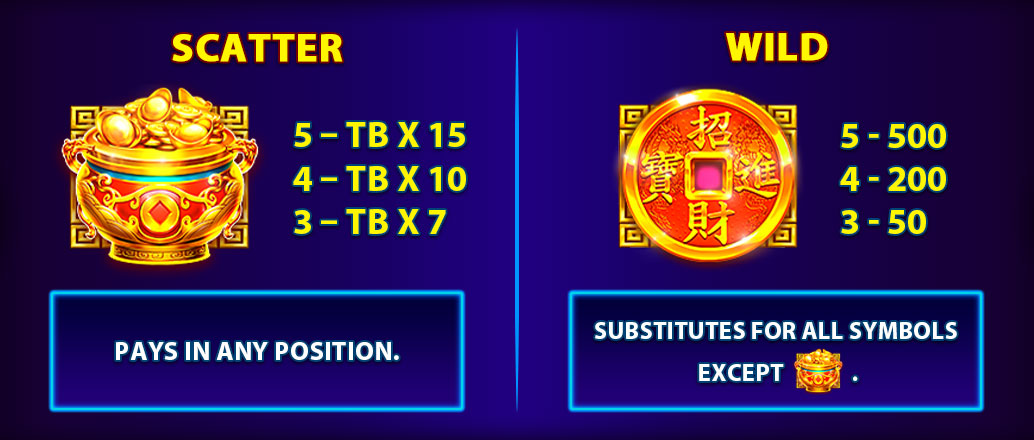 SCATTER
5 – TB X 15
4 – TB X 10
3 – TB X 7
PAYS IN ANY POSITION.
WILD
招
寶 進
財
5 - 500
4 - 200
3 - 50
SUBSTITUTES FOR ALL SYMBOLS
EXCEPT .